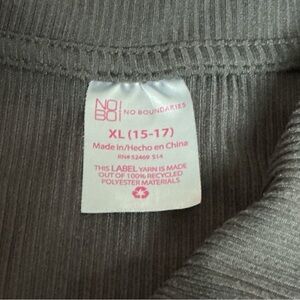 NO
BO
NO BOUNDARIES
XL (15-17)
Made in/Hecho en China
RN# 52469 S14
THIS LABEL YARN IS MADE
OUT OF 100% RECYCLED
POLYESTER MATERIALS